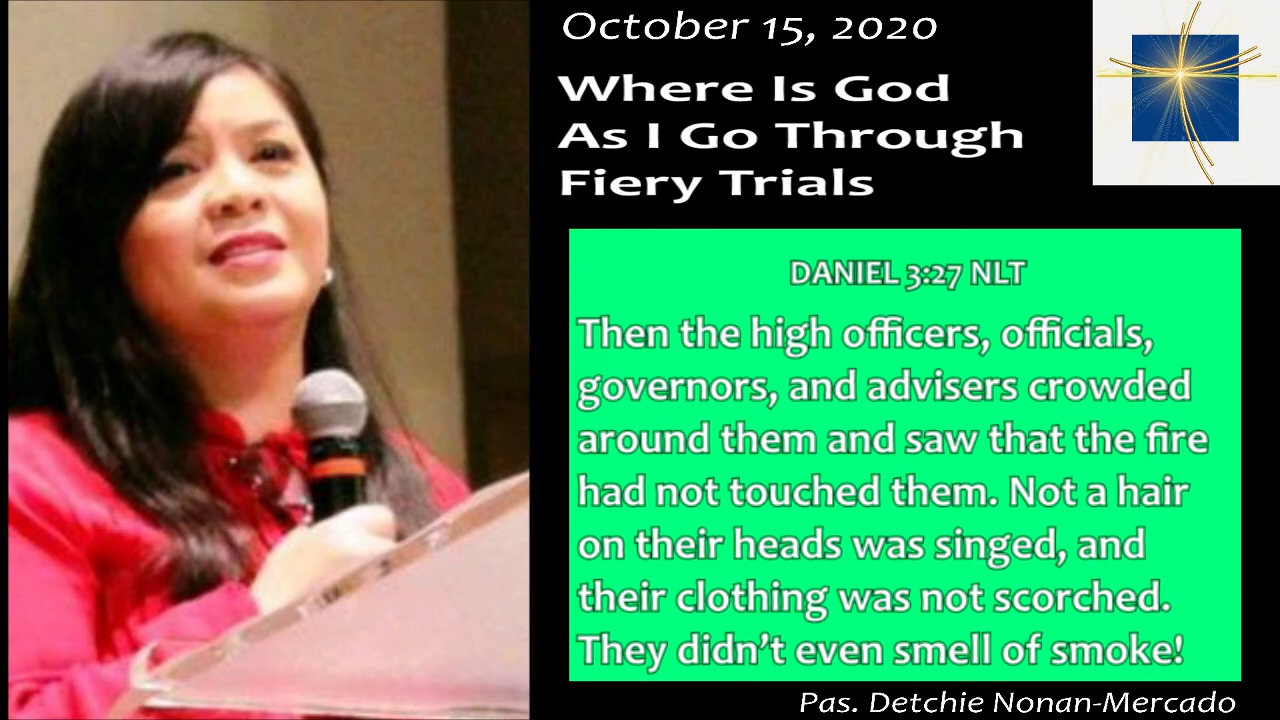 October 15, 2020
Where Is God
As I Go Through
Fiery Trials
DANIEL 3:27 NLT
Then the high officers, officials,
governors, and advisers crowded
around them and saw that the fire
had not touched them. Not a hair
on their heads was singed, and
their clothing was not scorched.
They didn’t even smell of smoke!
Pas. Detchie Nonan-Mercado